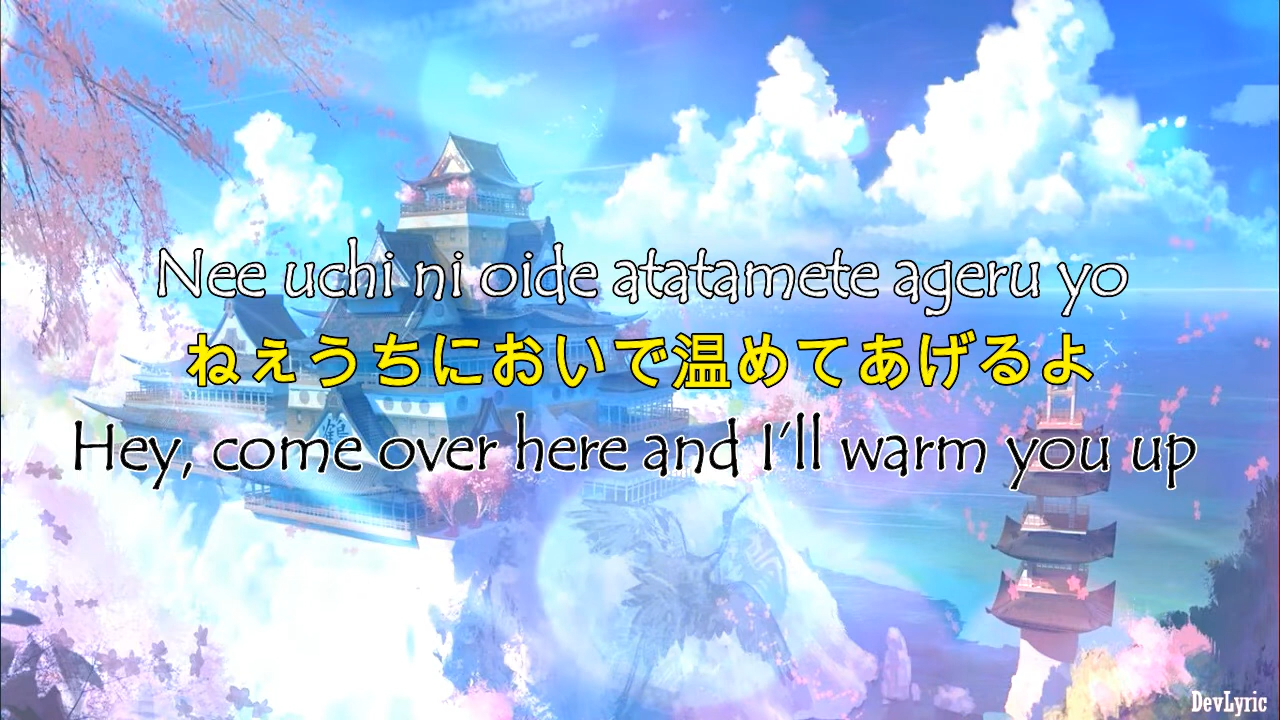 Nee uchi ni oide atatamete ageru yo
ねぇうちにおいで温めてあげるよ
Hey, come over here and I'll warm you up
鶴
DevLyric